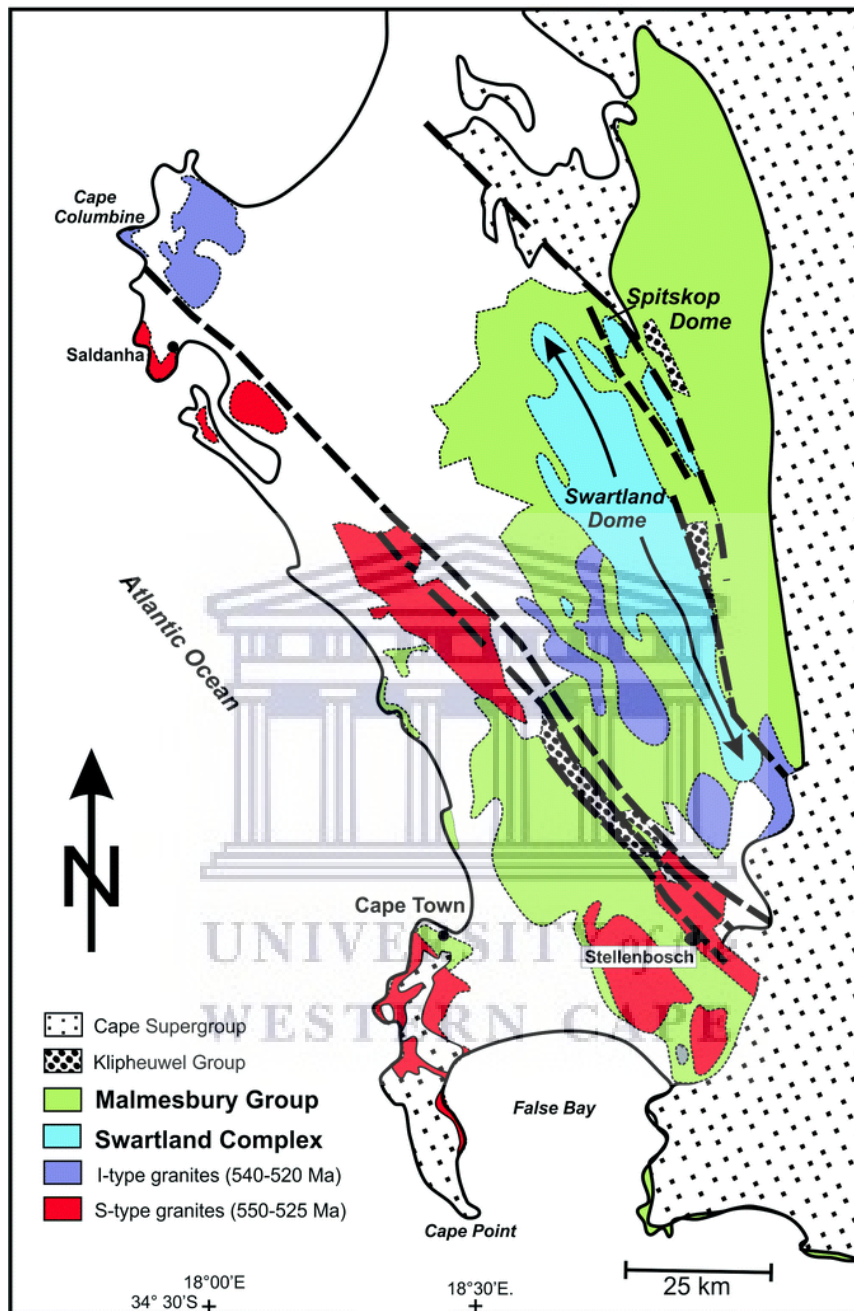 Cape
Columbine
Spitskop
Dome
Saldanha
Swartland
Dome
Atlantic Ocean
N
Cape Town
UNIVERSITY of the
Stellenbosch
WESTERN CAPE
Cape Supergroup
Klipheuwel Group
Malmesbury Group
Swartland Complex
I-type granites (540-520 Ma)
S-type granites (550-525 Ma)
False Bay
Cape Point
25 km
18°00'E
18°30'E.
34° 30'S